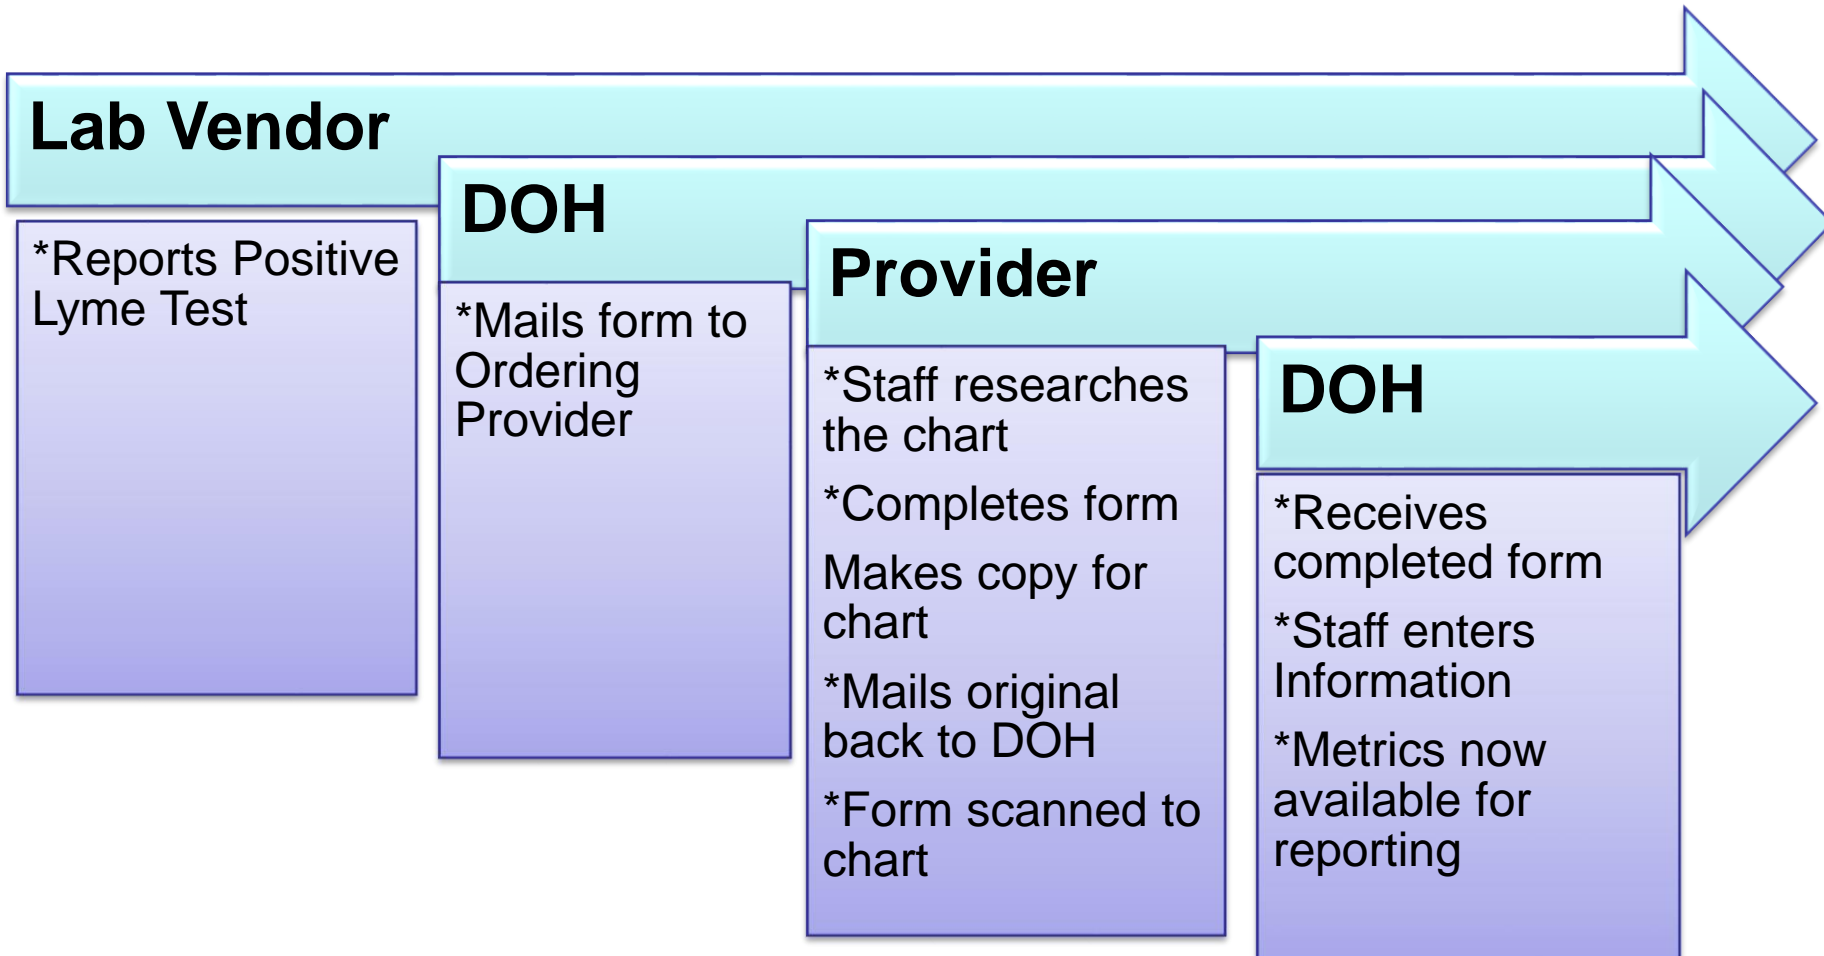 Lab Vendor
*Reports Positive
Lyme Test
DOH
*Mails form to
Ordering
Provider
Provider
*Staff researches
the chart
*Completes form
Makes copy for
chart
*Mails original
back to DOH
*Form scanned to
chart
DOH
*Receives
completed form
*Staff enters
Information
*Metrics now
available for
reporting